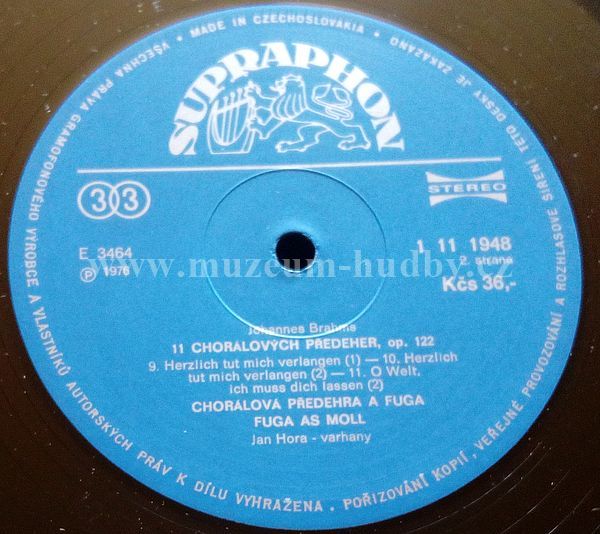 VŠECHNA PRÁVA GRAMOFONOVÉHO VÝROBCE A VLASTNÍKŮ AUTORSKÝCH PRÁV K DÍLU VYHRAŽENA · POŘIZOVÁNÍ KOPIÍ, VEŘEJNÉ PROVOZOVÁNÍ A ROZHLASOVÉ ŠÍŘENÍ TÉTO DESKY JE ZAKÁZÁNO · MADE IN CZECHOSLOVAKIA ·
SUPRAPHON
33
STEREO
E 3464
1 11 1948
Ⓟ 1976
2. strana
www.muzeum-hudby.cz
Kčs 36,-
Johannes Brahms
11 CHORÁLOVÝCH PŘEDEHER, op. 122
9. Herzlich tut mich verlangen (1) — 10. Herzlich
tut mich verlangen (2) — 11. O Welt,
ich muss dich lassen (2)
CHORÁLOVÁ PŘEDEHRA A FUGA
FUGA AS MOLL
Jan Hora - varhany